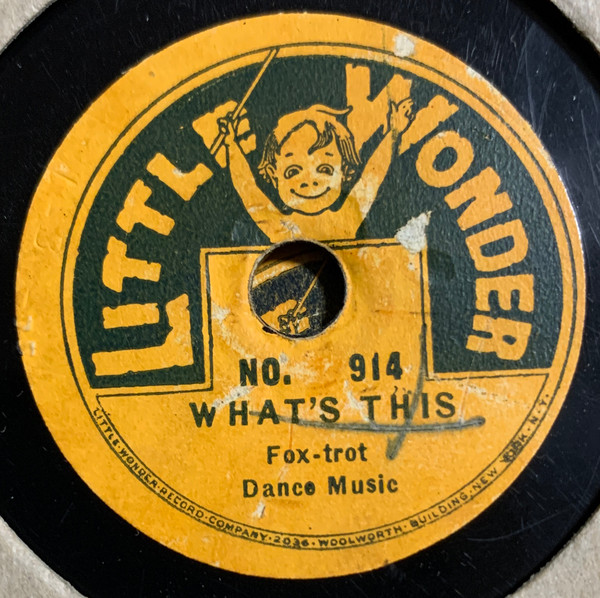 LITTLE WONDER
NO. 914
WHAT'S THIS
Fox-trot
Dance Music
LITTLE·WONDER·RECORD·COMPANY·2036·WOOLWORTH·BUILDING·NEW YORK·N.Y.